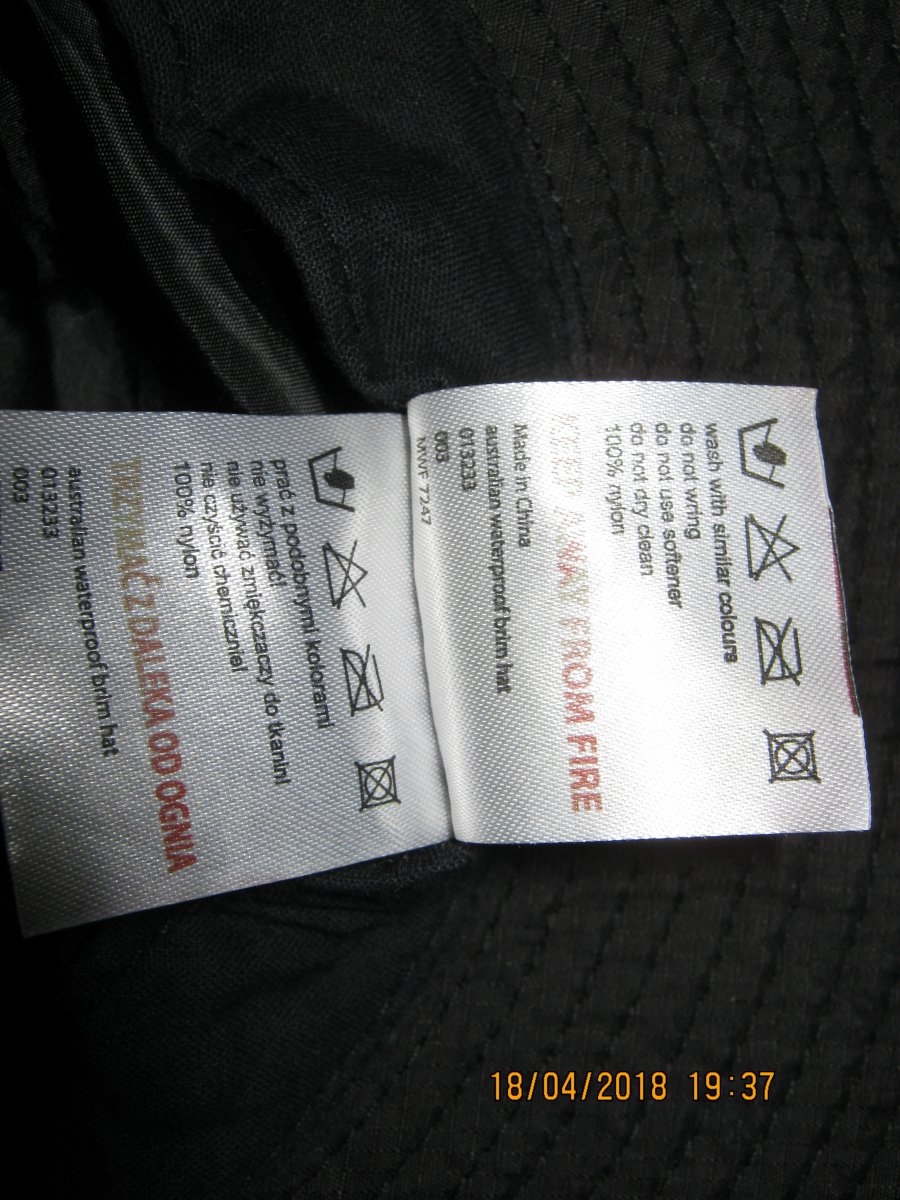 wash with similar colours
do not wring
do not use softener
do not dry clean
100% nylon
KEEP AWAY FROM FIRE
Made in China
australian waterproof brim hat
013233
003
MWF 7247
prać z podobnymi kolorami
nie wyżymać!
nie używać zmiękczaczy do tkanin!
nie czyścić chemicznie!
100% nylon
TRZYMAĆ Z DALEKA OD OGNIA
australian waterproof brim hat
013233
003
18/04/2018 19:37